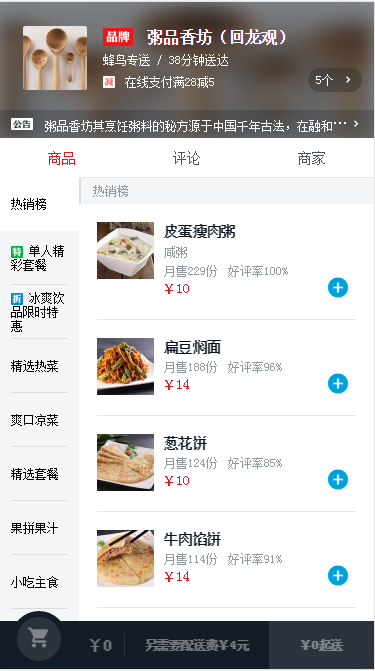 品牌 粥品香坊（回龙观）
蜂鸟专送 / 38分钟送达
减 在线支付满28减5
5个 >
公告 粥品香坊其烹饪粥料的秘方源于中国千年古法，在融和··· >
商品 评论 商家
热销榜
特 单人精彩套餐
折 冰爽饮品限时特惠
精选热菜
爽口凉菜
精选套餐
果拼果汁
小吃主食
热销榜
皮蛋瘦肉粥
咸粥
月售229份 好评率100%
￥10
扁豆焖面
月售188份 好评率96%
￥14
葱花饼
月售124份 好评率85%
￥10
牛肉馅饼
月售114份 好评率91%
￥14
￥0 另需要配送费￥4元 ￥0起送